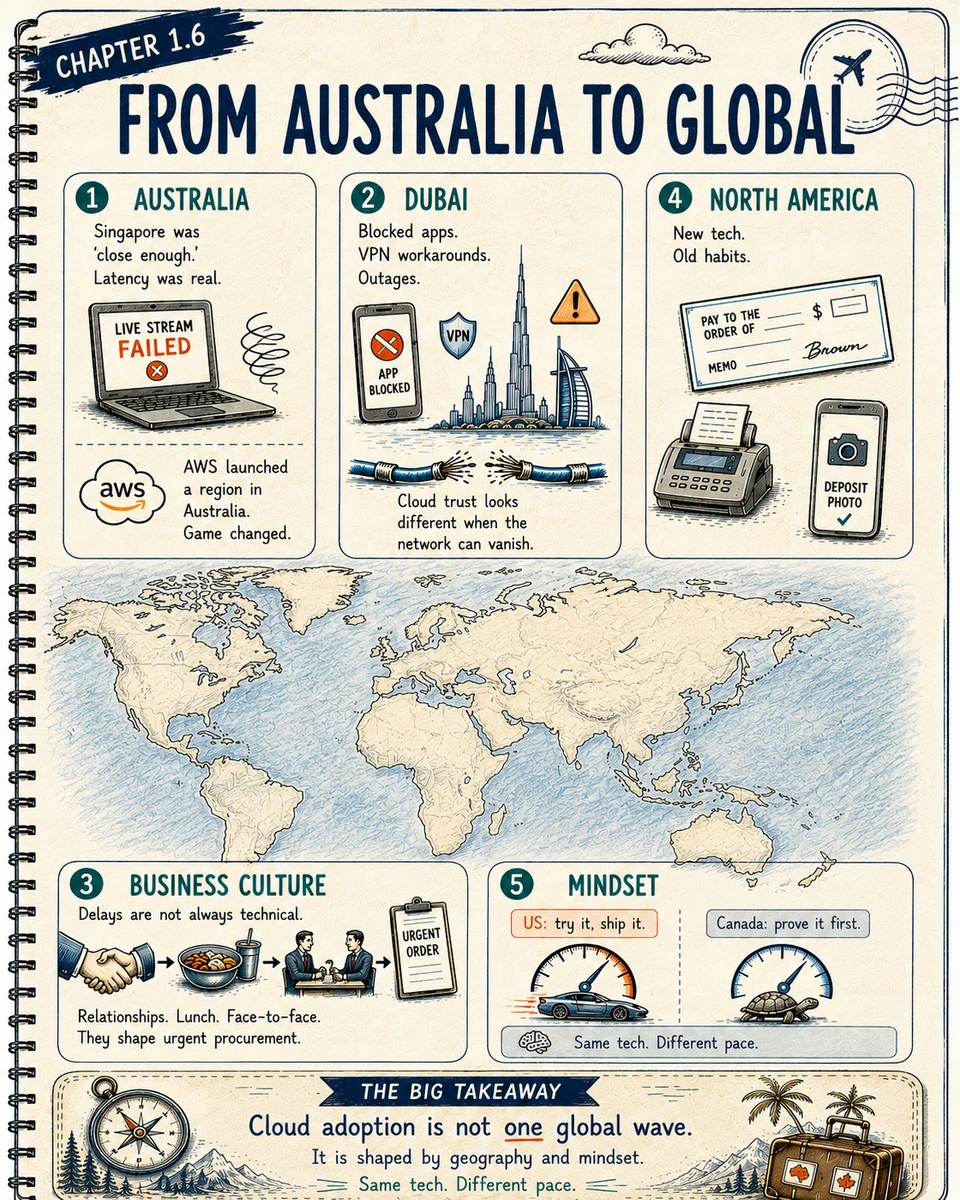 CHAPTER 1.6
FROM AUSTRALIA TO GLOBAL
1 AUSTRALIA
Singapore was
'close enough.'
Latency was real.
LIVE STREAM
FAILED
aws
AWS launched
a region in
Australia.
Game changed.
2 DUBAI
Blocked apps.
VPN workarounds.
Outages.
APP
BLOCKED
VPN
!
Cloud trust looks
different when the
network can vanish.
4 NORTH AMERICA
New tech.
Old habits.
PAY TO THE
ORDER OF
$
MEMO
Brown
DEPOSIT
PHOTO
3 BUSINESS CULTURE
Delays are not always technical.
URGENT
ORDER
Relationships. Lunch. Face-to-face.
They shape urgent procurement.
5 MINDSET
US: try it, ship it.
Canada: prove it first.
Same tech. Different pace.
THE BIG TAKEAWAY
Cloud adoption is not one global wave.
It is shaped by geography and mindset.
Same tech. Different pace.